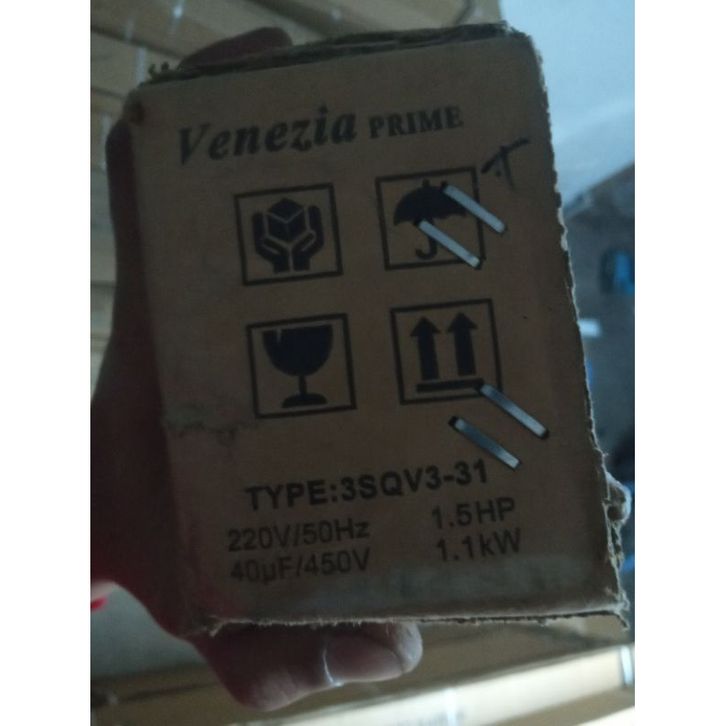 Venezia PRIME
TYPE:3SQV3-31
220V/50Hz 1.5HP
40µF/450V 1.1kW